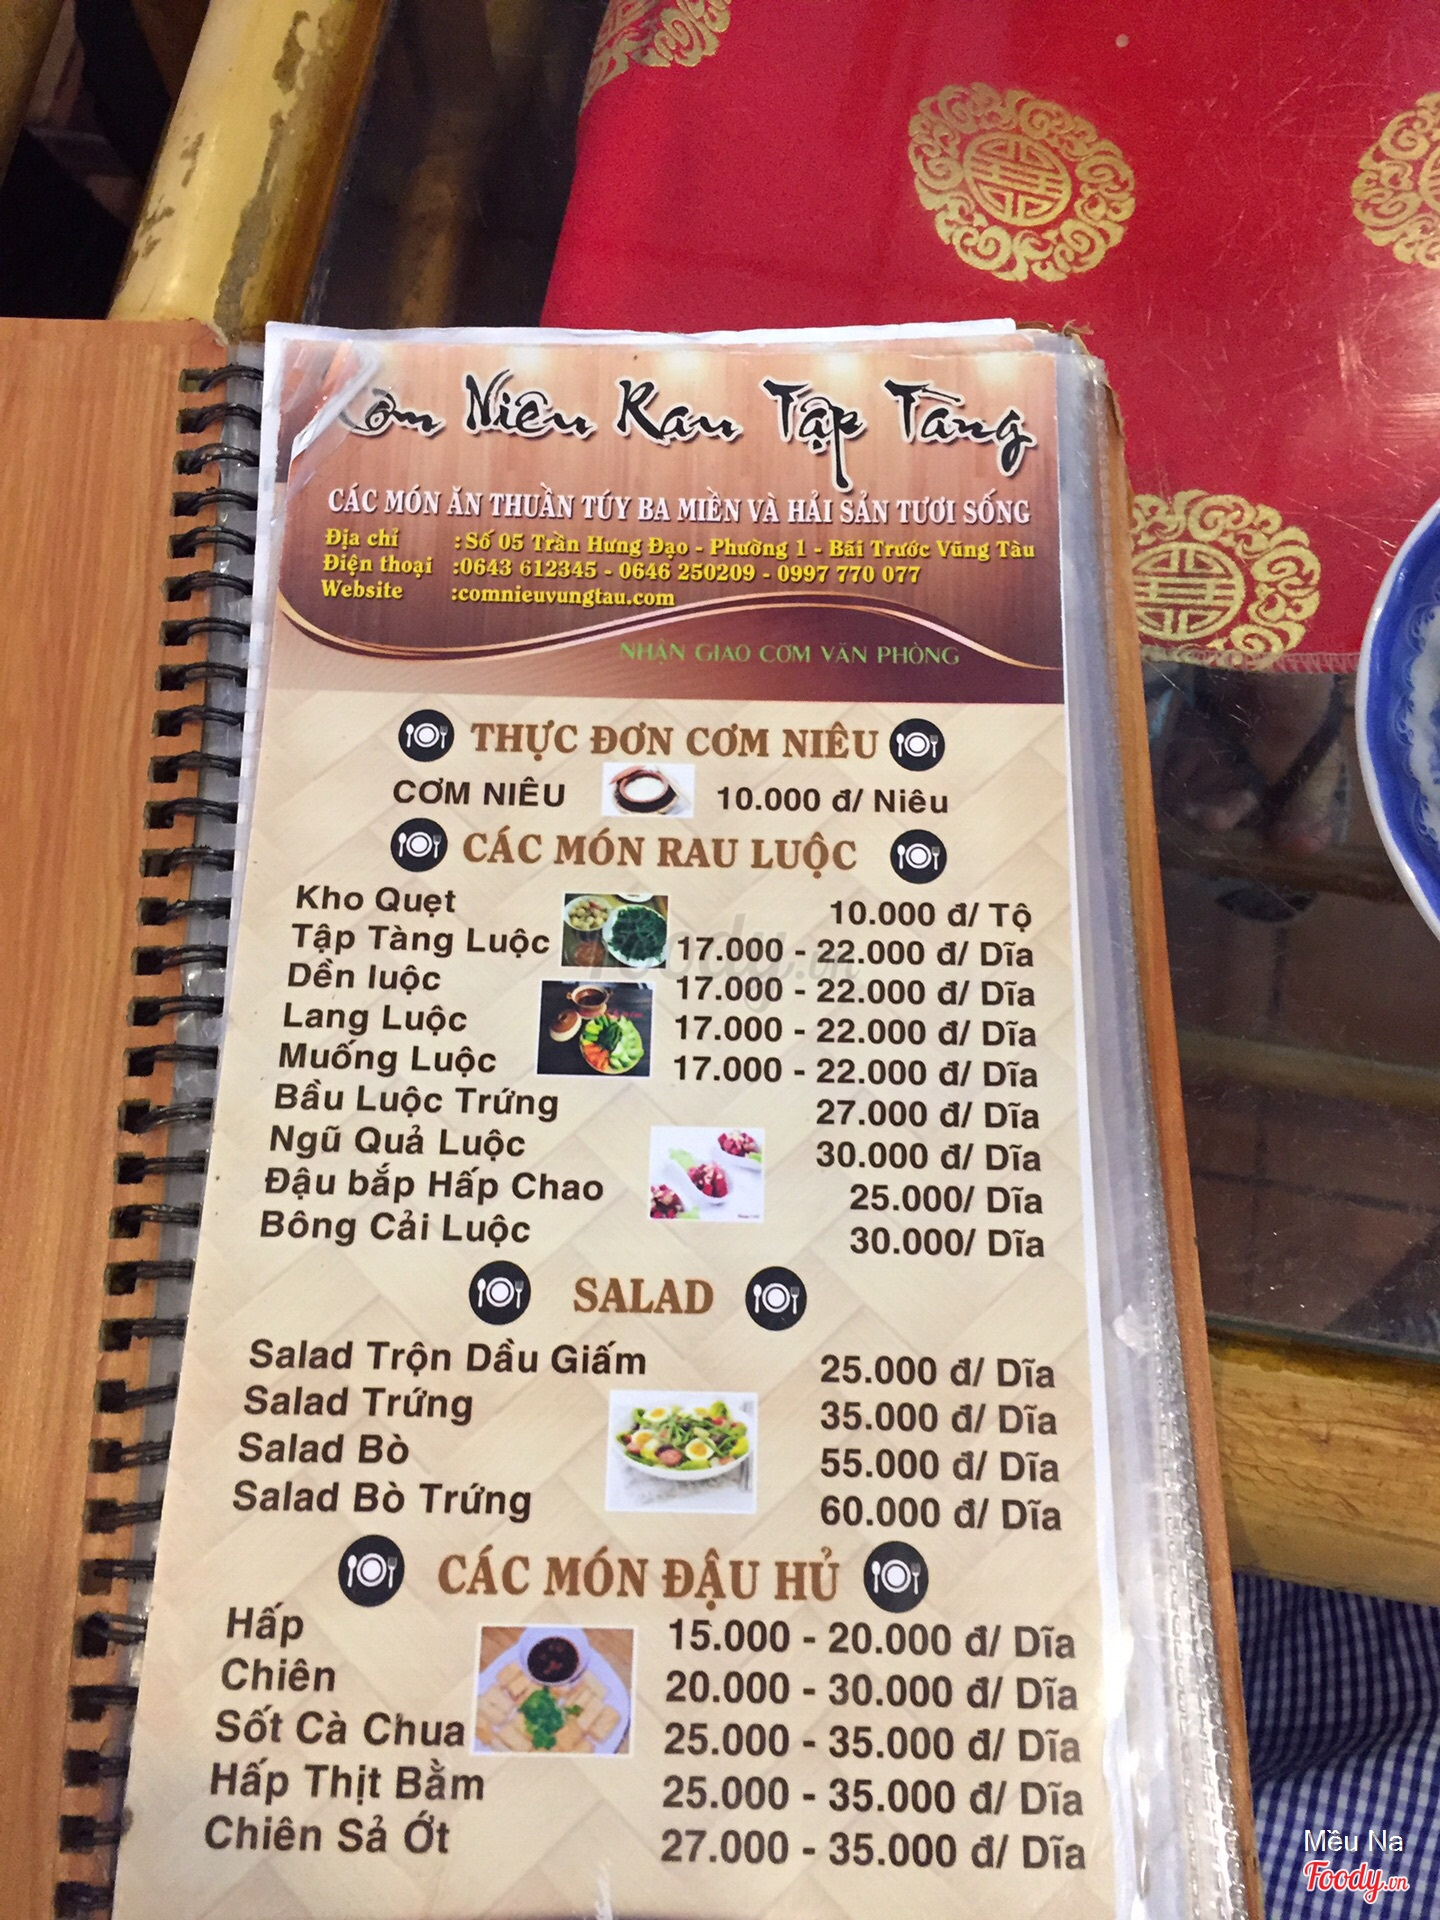 Cơm Niêu Rau Tập Tàng
CÁC MÓN ĂN THUẦN TÚY BA MIỀN VÀ HẢI SẢN TƯƠI SỐNG
Địa chỉ : Số 05 Trần Hưng Đạo - Phường 1 - Bãi Trước Vũng Tàu
Điện thoại :0643 612345 - 0646 250209 - 0997 770 077
Website :comnieuvungtau.com
NHẬN GIAO CƠM VĂN PHÒNG
THỰC ĐƠN CƠM NIÊU
CƠM NIÊU 10.000 đ/ Niêu
CÁC MÓN RAU LUỘC
Kho Quẹt 10.000 đ/ Tộ
Tập Tàng Luộc 17.000 - 22.000 đ/ Dĩa
Dền luộc 17.000 - 22.000 đ/ Dĩa
Lang Luộc 17.000 - 22.000 đ/ Dĩa
Muống Luộc 17.000 - 22.000 đ/ Dĩa
Bầu Luộc Trứng 27.000 đ/ Dĩa
Ngũ Quả Luộc 30.000 đ/ Dĩa
Đậu bắp Hấp Chao 25.000/ Dĩa
Bông Cải Luộc 30.000/ Dĩa
SALAD
Salad Trộn Dầu Giấm 25.000 đ/ Dĩa
Salad Trứng 35.000 đ/ Dĩa
Salad Bò 55.000 đ/ Dĩa
Salad Bò Trứng 60.000 đ/ Dĩa
CÁC MÓN ĐẬU HỦ
Hấp 15.000 - 20.000 đ/ Dĩa
Chiên 20.000 - 30.000 đ/ Dĩa
Sốt Cà Chua 25.000 - 35.000 đ/ Dĩa
Hấp Thịt Bằm 25.000 - 35.000 đ/ Dĩa
Chiên Sả Ớt 27.000 - 35.000 đ/ Dĩa
Foody.vn
Mều Na
Foody.vn